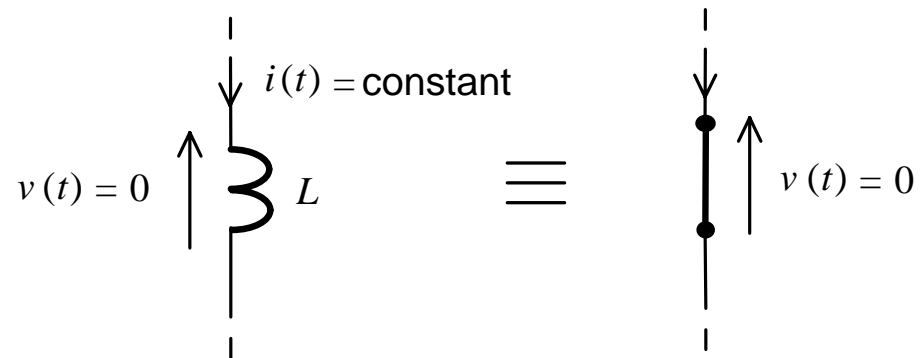 i(t) = constant
v(t) = 0
L
≡
v(t) = 0